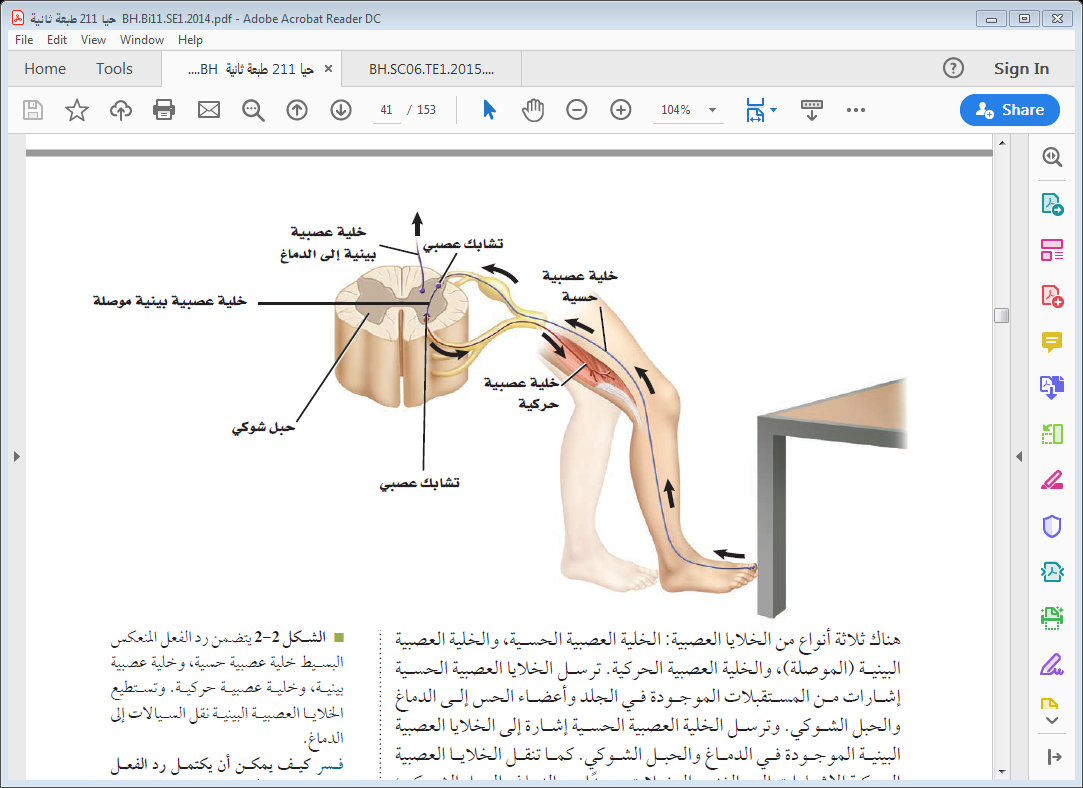 حيا 211 طبعة ثانية BH.Bi11.SE1.2014.pdf - Adobe Acrobat Reader DC
File Edit View Window Help
Home Tools حيا 211 طبعة ثانية BH.... × BH.SC06.TE1.2015.... ? Sign In
41 / 153 104% Share
خلية عصبية
بينية إلى الدماغ
تشابك عصبي
خلية عصبية
حسية
خلية عصبية بينية موصلة
خلية عصبية
حركية
حبل شوكي
تشابك عصبي
هناك ثلاثة أنواع من الخلايا العصبية: الخلية العصبية الحسية، والخلية العصبية
البينية (الموصلة)، والخلية العصبية الحركية. ترسل الخلايا العصبية الحسية
إشارات من المستقبلات الموجودة في الجلد وأعضاء الحس إلى الدماغ
والحبل الشوكي. وترسل الخلية العصبية الحسية إشارة إلى الخلايا العصبية
البينية الموجودة في الدماغ والحبل الشوكي. كما تنقل الخلايا العصبية
الشكل 2-2 يتضمن رد الفعل المنعكس
البسيط خلية عصبية حسية، وخلية عصبية
بينية، وخلية عصبية حركية. وتستطيع
الخلايا العصبية البينية نقل السيالات إلى
الدماغ.
فسر كيف يمكن أن يكتمل رد الفعل